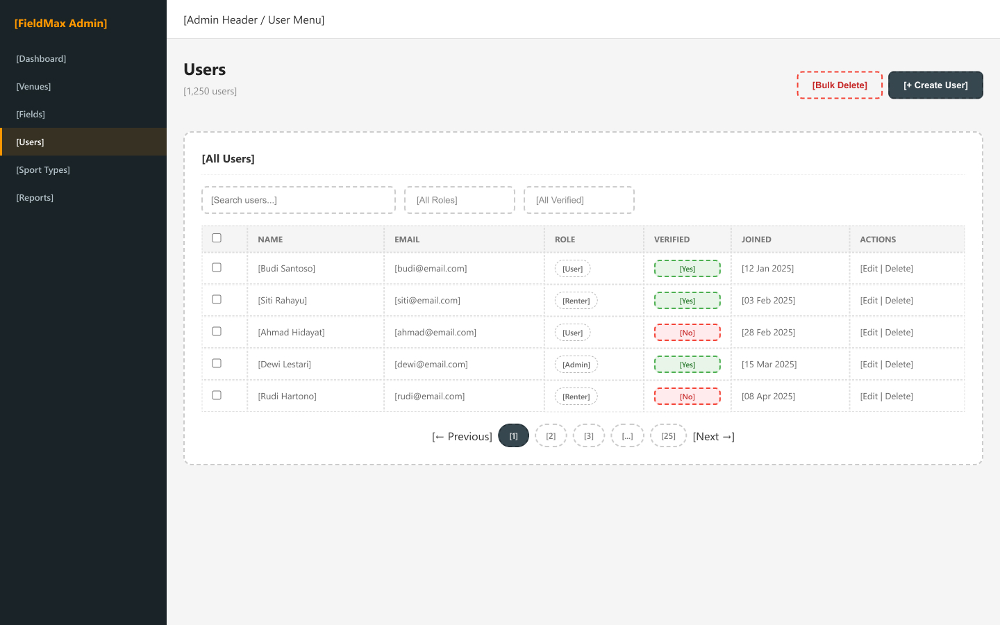 [FieldMax Admin]
[Dashboard]
[Venues]
[Fields]
[Users]
[Sport Types]
[Reports]
[Admin Header / User Menu]
Users
[1,250 users]
[Bulk Delete]
[+ Create User]
[All Users]
[Search users...]
[All Roles]
[All Verified]
NAME EMAIL ROLE VERIFIED JOINED ACTIONS
[Budi Santoso] [budi@email.com] [User] [Yes] [12 Jan 2025] [Edit | Delete]
[Siti Rahayu] [siti@email.com] [Renter] [Yes] [03 Feb 2025] [Edit | Delete]
[Ahmad Hidayat] [ahmad@email.com] [User] [No] [28 Feb 2025] [Edit | Delete]
[Dewi Lestari] [dewi@email.com] [Admin] [Yes] [15 Mar 2025] [Edit | Delete]
[Rudi Hartono] [rudi@email.com] [Renter] [No] [08 Apr 2025] [Edit | Delete]
[← Previous] [1] [2] [3] [...] [25] [Next →]